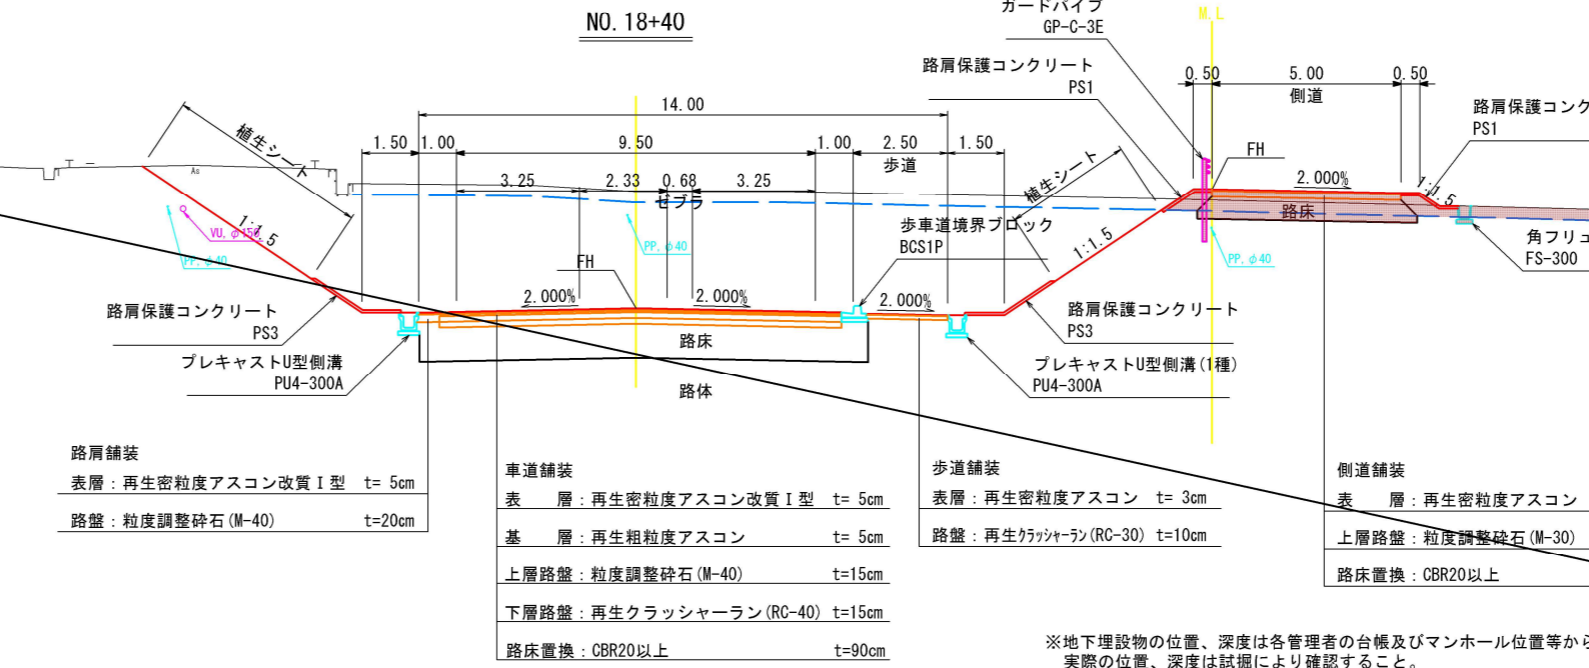 NO. 18+40
ガードパイプ
GP-C-3E
M.L
路肩保護コンクリート
PS1
0.50 5.00 0.50
側道
路肩保護コンク
PS1
14.00
植生シート
1.50 1.00 9.50 1.00 2.50 1.50
歩道
植生シート
FH
2.000%
1:1.5
3.25 2.33 0.68 3.25
ゼブラ
As
路床
VU,φ150
1:1.5
PP,φ40
PP,φ40
歩車道境界ブロック
BCS1P
1:1.5
PP,φ40
角フリュ
FS-300
FH
2.000% 2.000% 2.000%
路肩保護コンクリート
PS3
路肩保護コンクリート
PS3
路床
プレキャストU型側溝
PU4-300A
プレキャストU型側溝(1種)
PU4-300A
路体
路肩舗装
表層：再生密粒度アスコン改質Ⅰ型 t= 5cm
路盤：粒度調整砕石(M-40) t=20cm
車道舗装
表　層：再生密粒度アスコン改質Ⅰ型 t= 5cm
基　層：再生粗粒度アスコン t= 5cm
上層路盤：粒度調整砕石(M-40) t=15cm
下層路盤：再生クラッシャーラン(RC-40) t=15cm
路床置換：CBR20以上 t=90cm
歩道舗装
表層：再生密粒度アスコン t= 3cm
路盤：再生クラッシャーラン(RC-30) t=10cm
側道舗装
表　層：再生密粒度アスコン
上層路盤：粒度調整砕石(M-30)
路床置換：CBR20以上
※地下埋設物の位置、深度は各管理者の台帳及びマンホール位置等から
実際の位置、深度は試掘により確認すること。